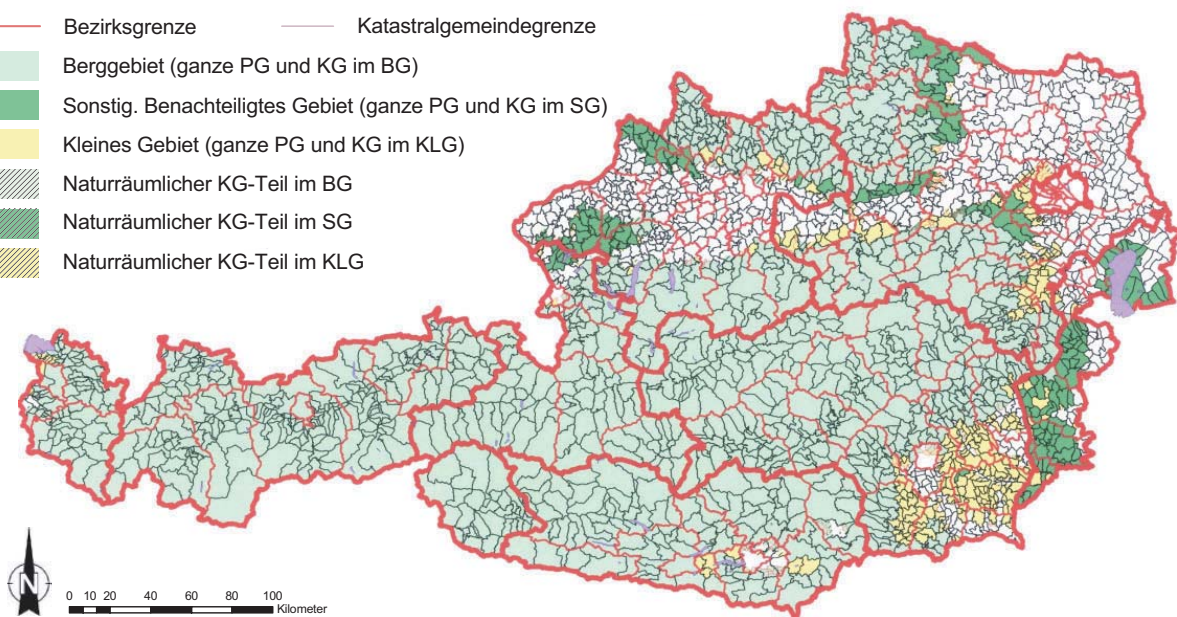 Bezirksgrenze
Katastralgemeindegrenze
Berggebiet (ganze PG und KG im BG)
Sonstig. Benachteiligtes Gebiet (ganze PG und KG im SG)
Kleines Gebiet (ganze PG und KG im KLG)
Naturräumlicher KG-Teil im BG
Naturräumlicher KG-Teil im SG
Naturräumlicher KG-Teil im KLG
N
0 10 20 40 60 80 100
Kilometer